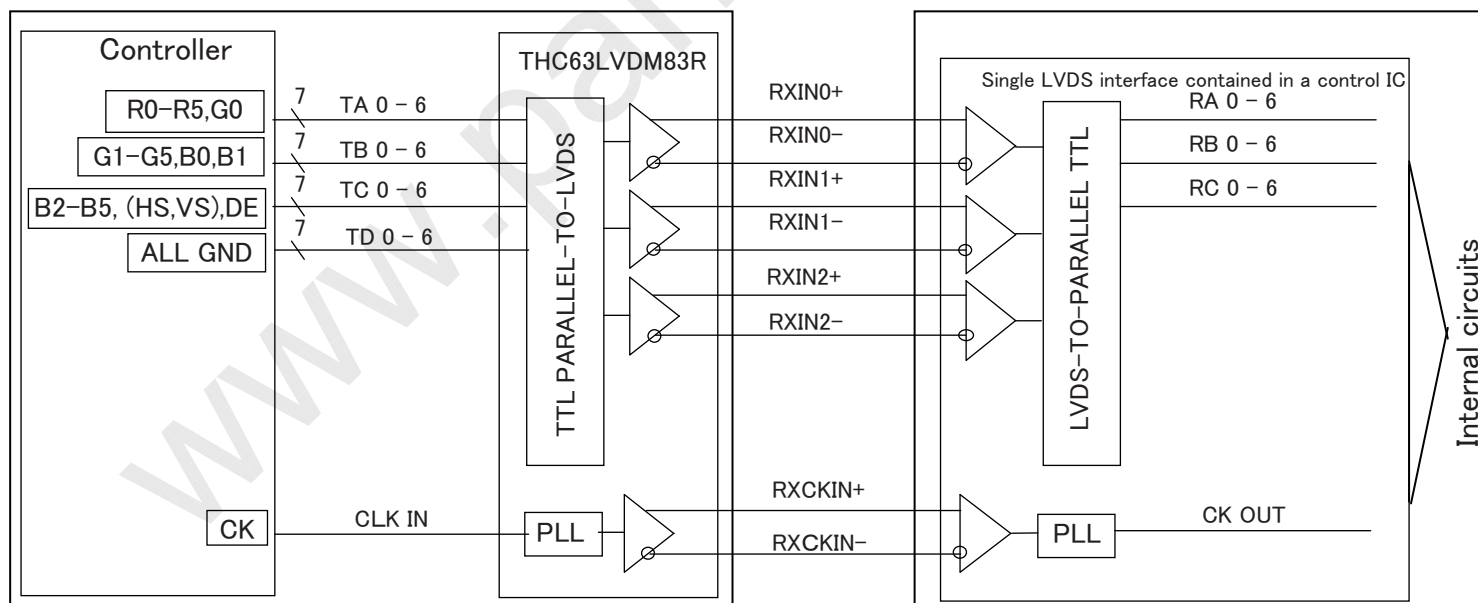 www.pan
Controller
THC63LVDM83R
Single LVDS interface contained in a control IC
R0-R5,G0
7
TA 0 - 6
RXIN0+
RA 0 - 6
RXIN0-
G1-G5,B0,B1
7
TB 0 - 6
RB 0 - 6
RXIN1+
B2-B5, (HS,VS),DE
7
TC 0 - 6
RC 0 - 6
RXIN1-
ALL GND
7
TD 0 - 6
RXIN2+
RXIN2-
TTL PARALLEL-TO-LVDS
LVDS-TO-PARALLEL TTL
Internal circuits
RXCKIN+
CK
CLK IN
PLL
PLL
CK OUT
RXCKIN-